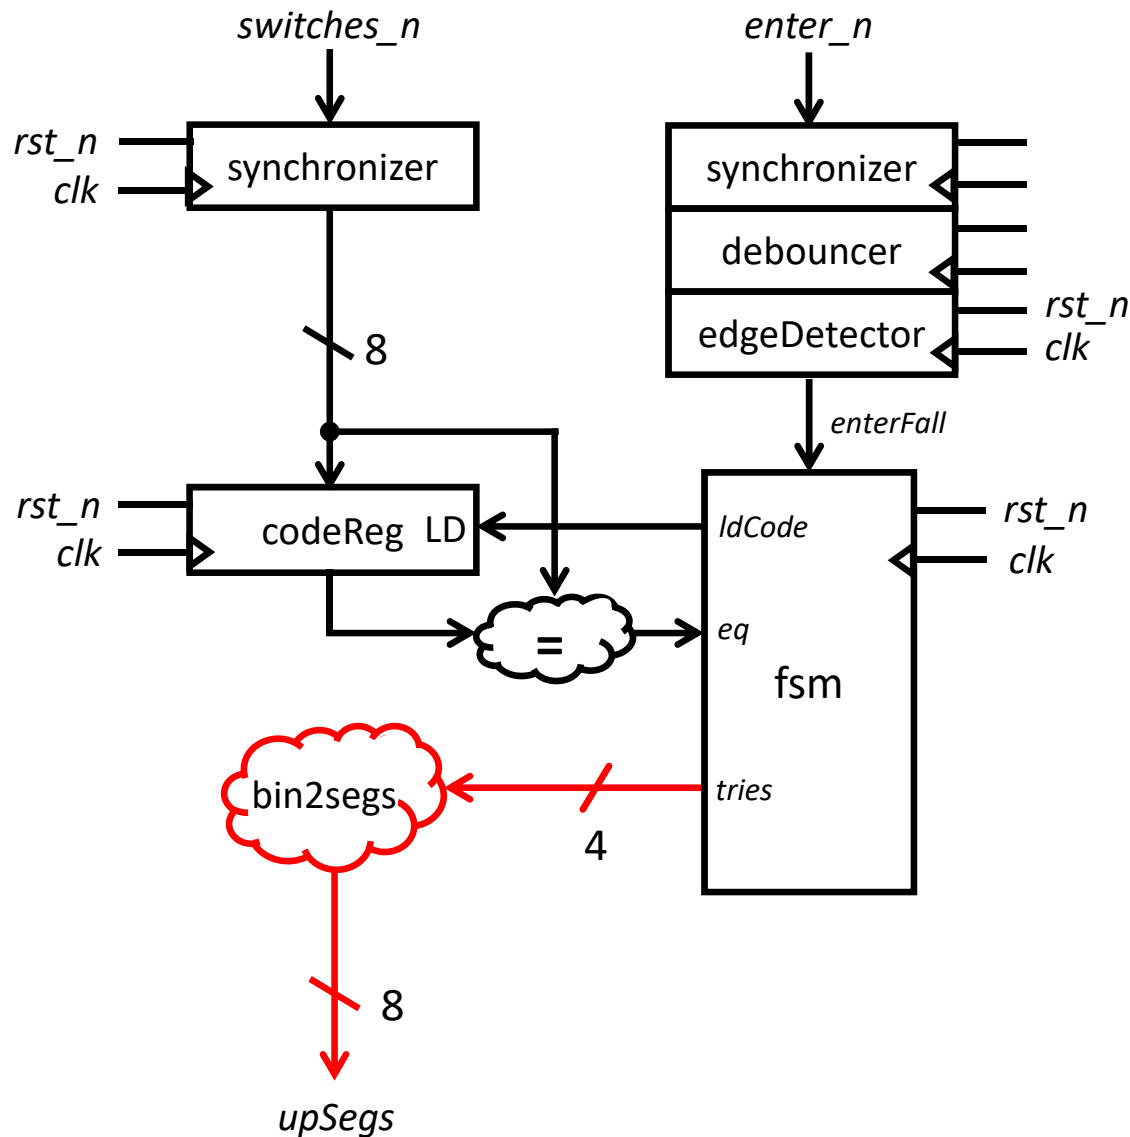 switches_n
enter_n
rst_n
clk
synchronizer
synchronizer
debouncer
edgeDetector
rst_n
clk
8
enterFall
rst_n
clk
codeReg LD
ldCode
rst_n
clk
=
eq
fsm
bin2segs
tries
4
8
upSegs